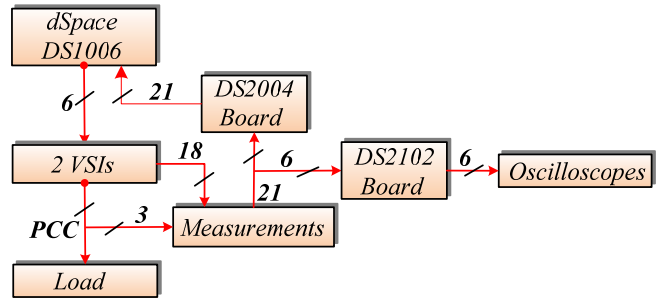 dSpace
DS1006
6
21
DS2004
Board
2 VSIs
18
6
DS2102
Board
6
Oscilloscopes
21
PCC
3
Measurements
Load